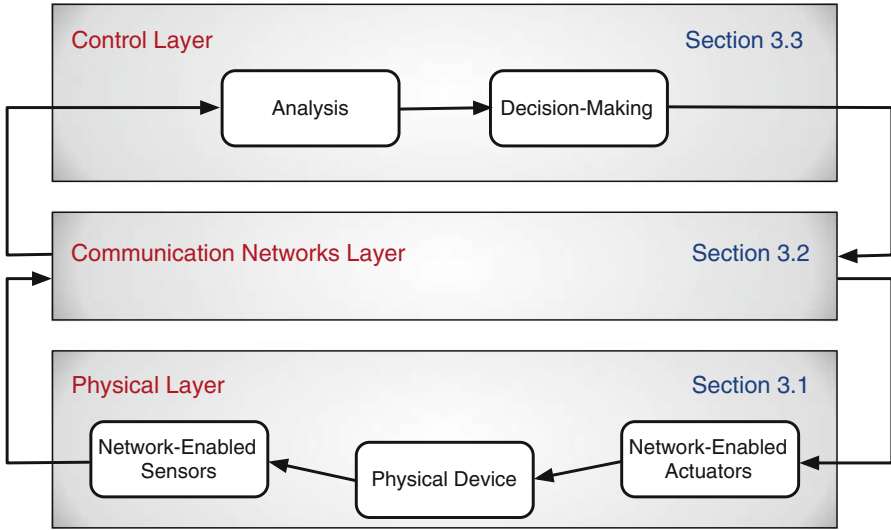 Control Layer
Section 3.3
Analysis
Decision-Making
Communication Networks Layer
Section 3.2
Physical Layer
Section 3.1
Network-Enabled
Sensors
Physical Device
Network-Enabled
Actuators